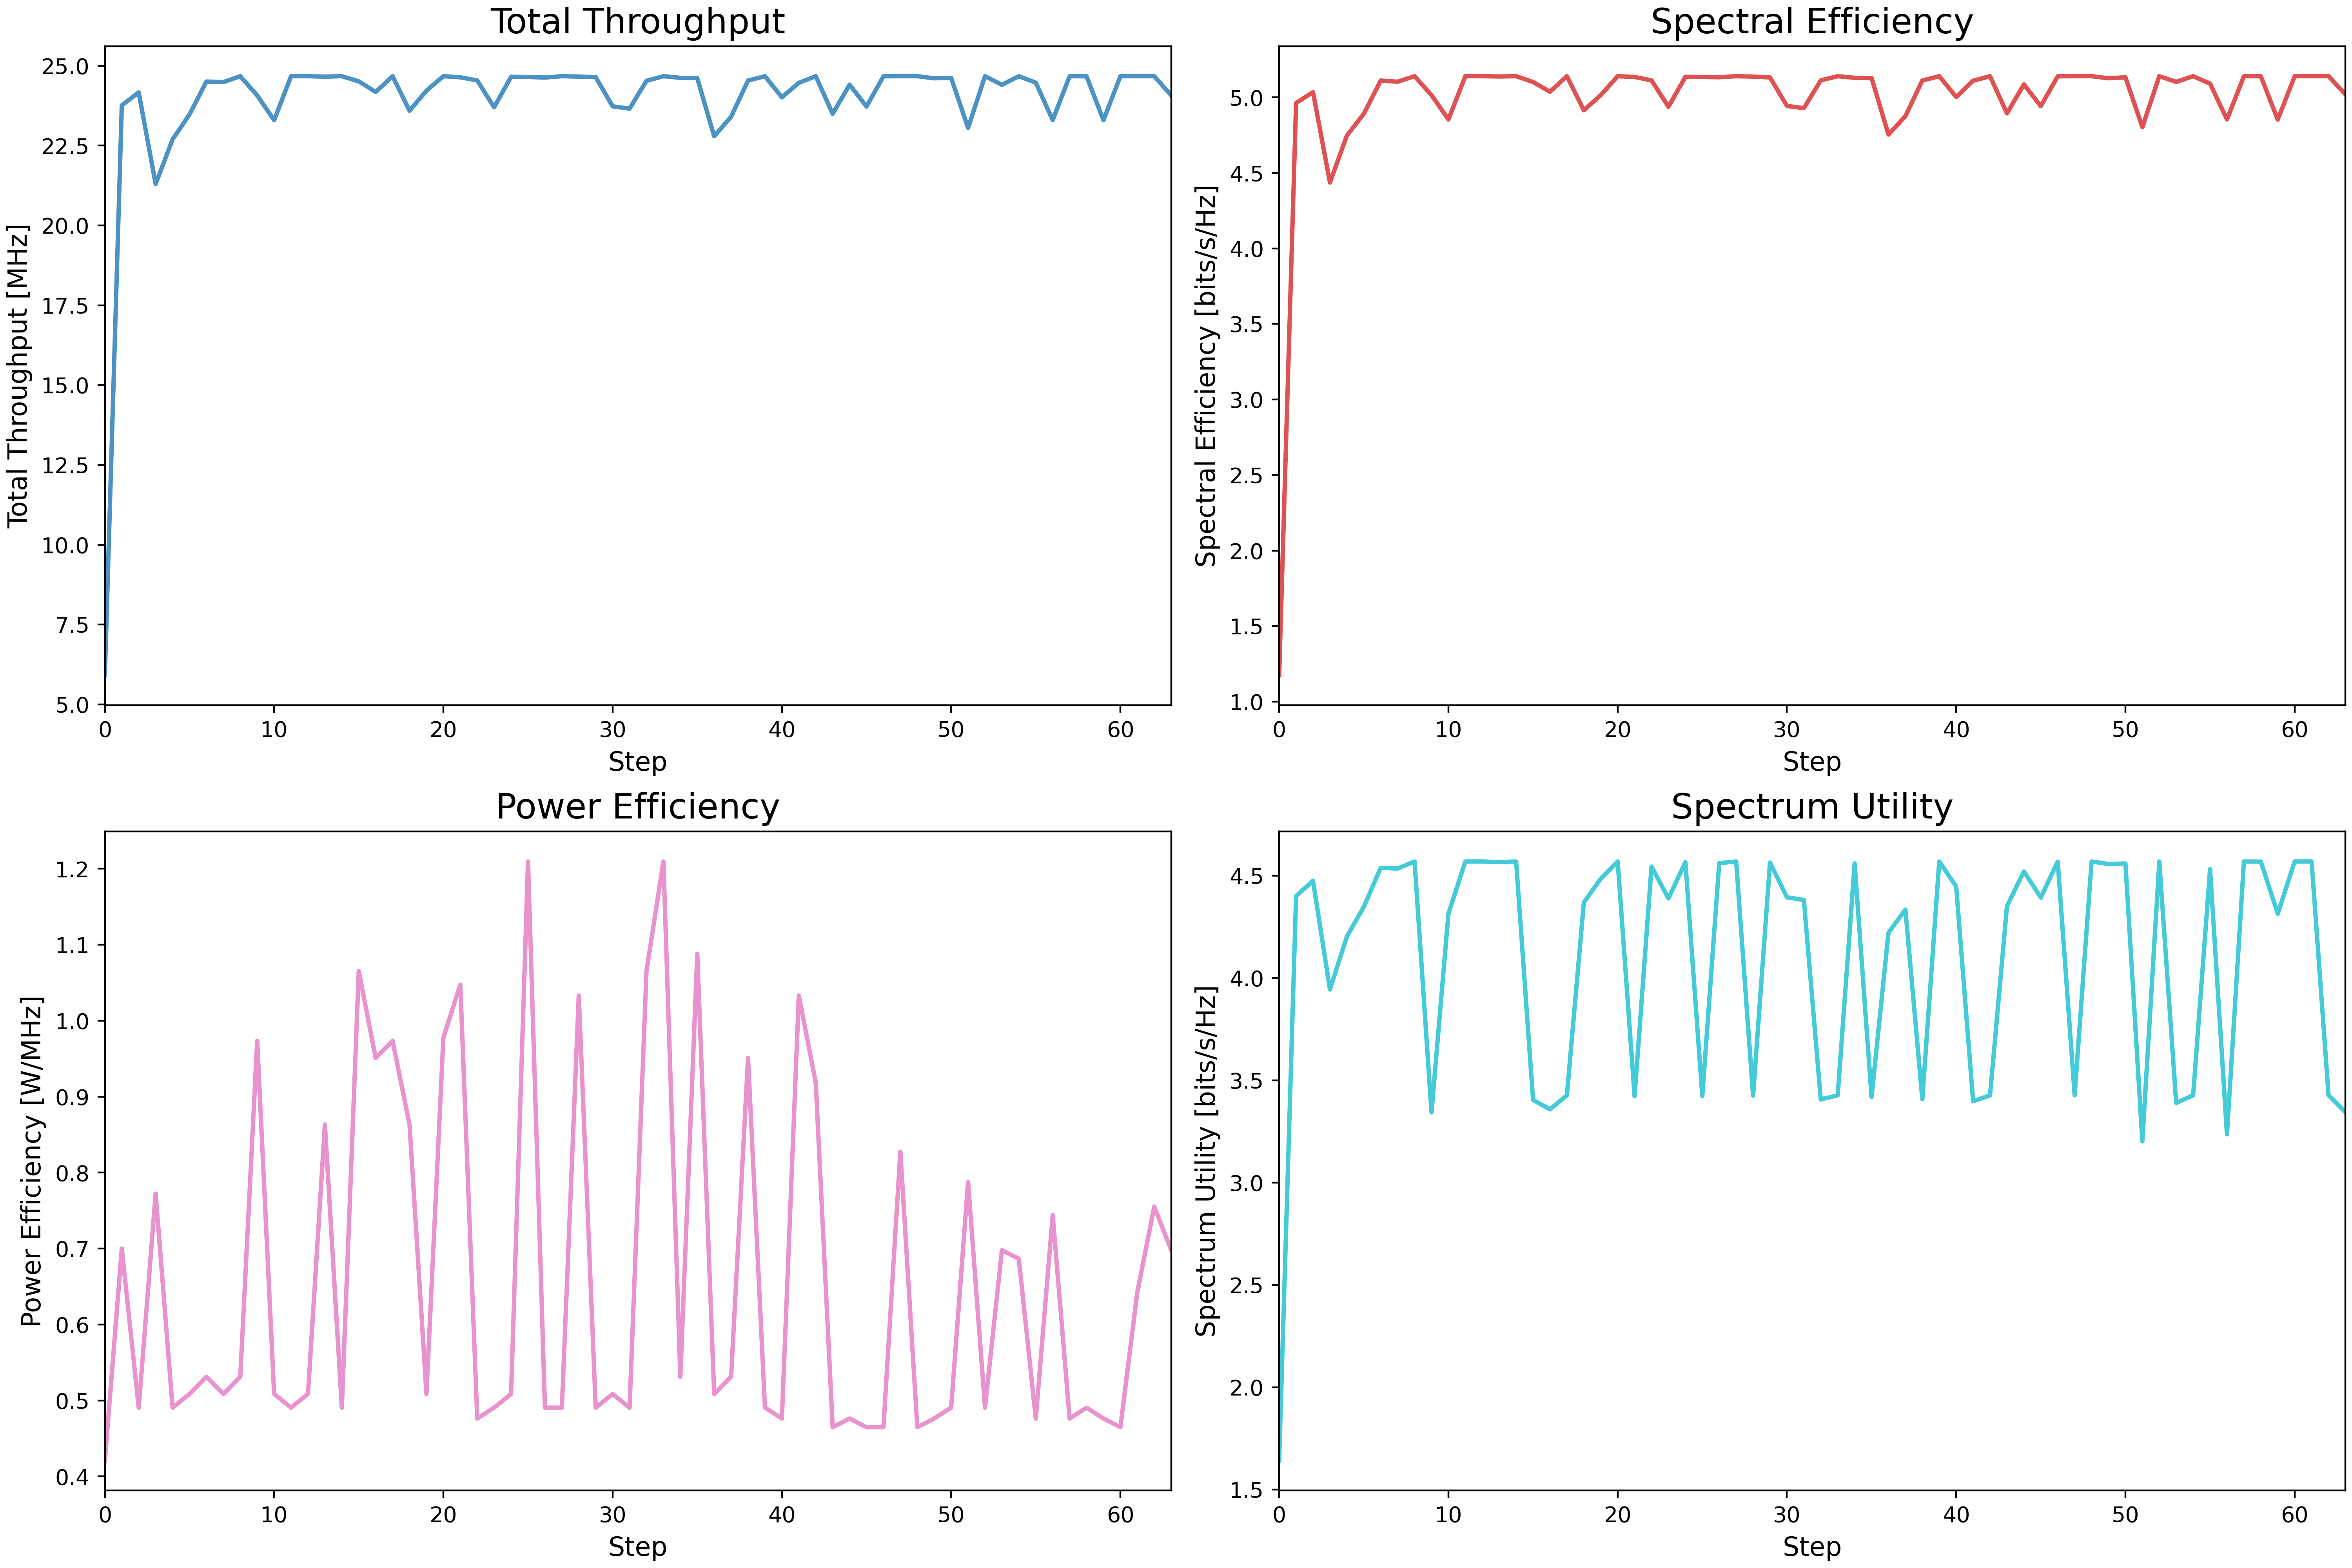 Total Throughput
Total Throughput [MHz]
25.0
22.5
20.0
17.5
15.0
12.5
10.0
7.5
5.0
0 10 20 30 40 50 60
Step
Spectral Efficiency
Spectral Efficiency [bits/s/Hz]
5.0
4.5
4.0
3.5
3.0
2.5
2.0
1.5
1.0
0 10 20 30 40 50 60
Step
Power Efficiency
Power Efficiency [W/MHz]
1.2
1.1
1.0
0.9
0.8
0.7
0.6
0.5
0.4
0 10 20 30 40 50 60
Step
Spectrum Utility
Spectrum Utility [bits/s/Hz]
4.5
4.0
3.5
3.0
2.5
2.0
1.5
0 10 20 30 40 50 60
Step